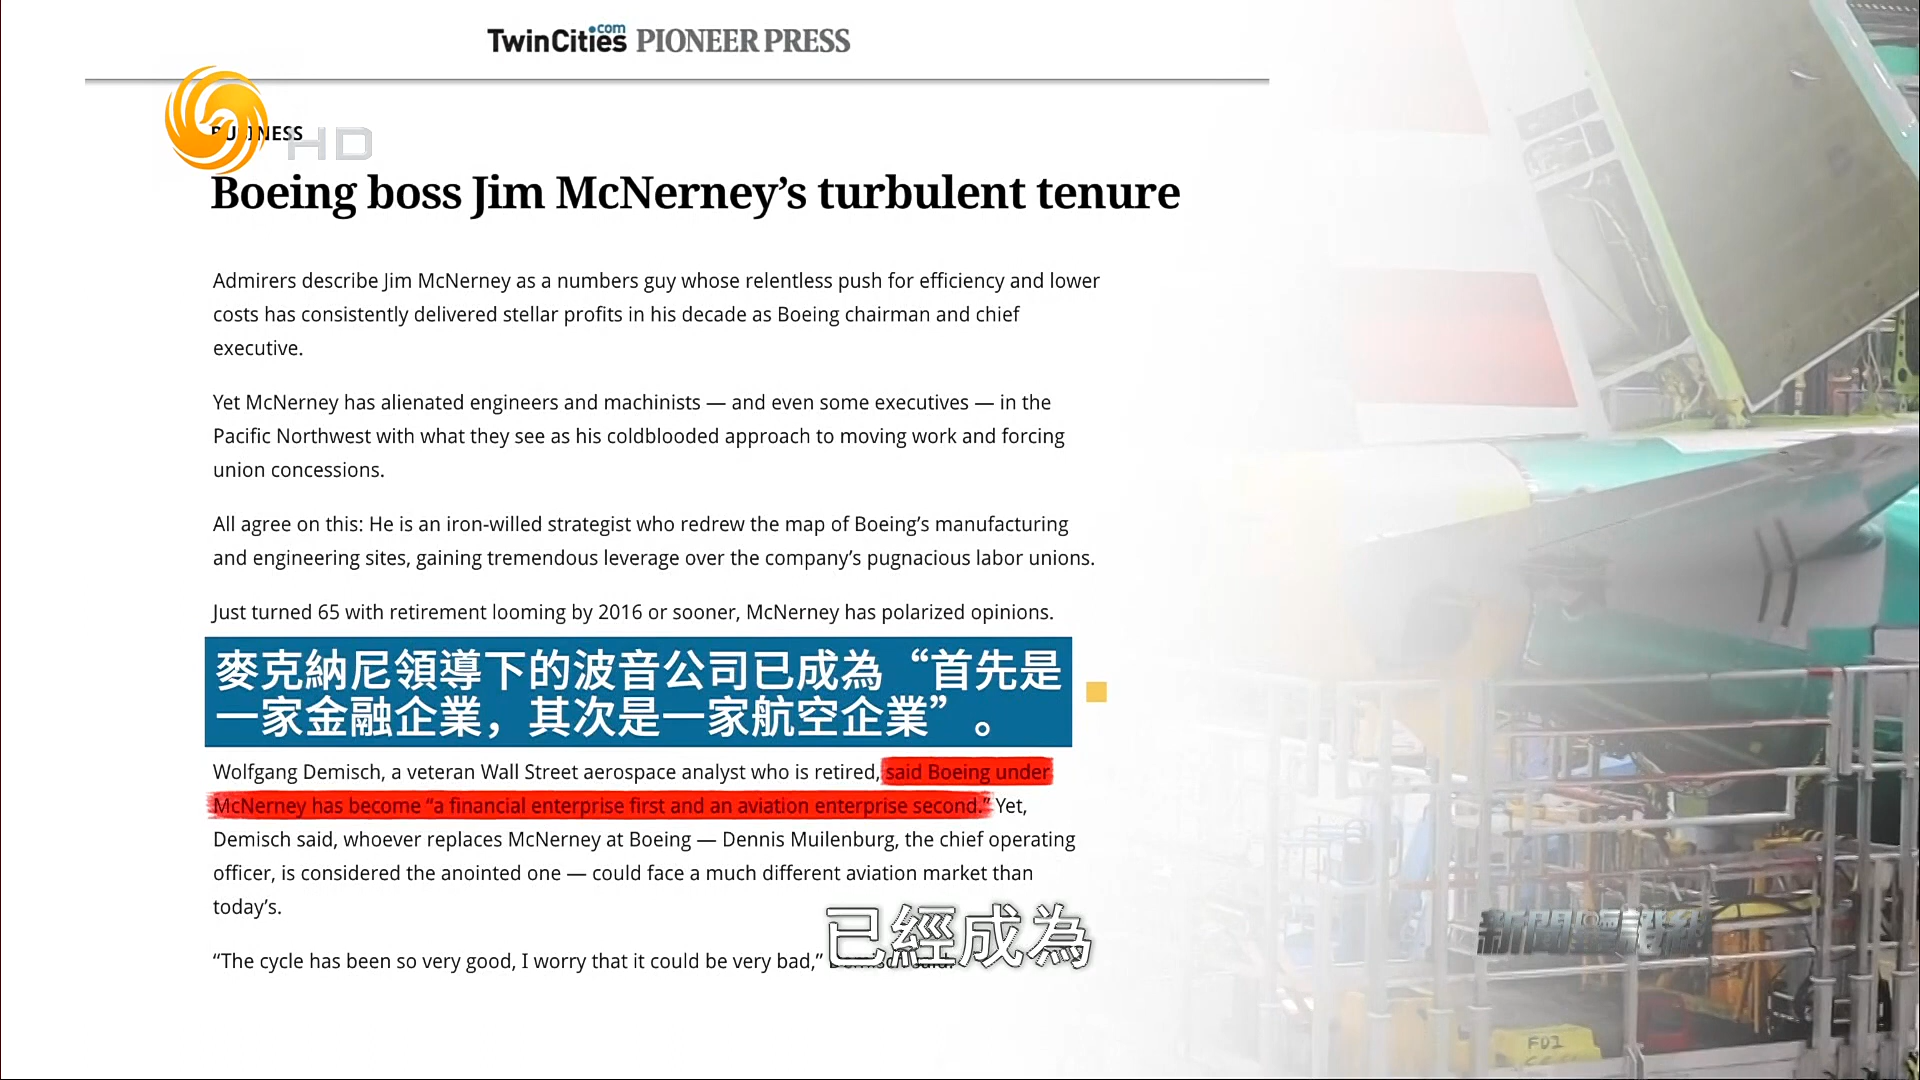 TwinCities.com PIONEER PRESS
BUSINESS
HD
Boeing boss Jim McNerney’s turbulent tenure
Admirers describe Jim McNerney as a numbers guy whose relentless push for efficiency and lower
costs has consistently delivered stellar profits in his decade as Boeing chairman and chief
executive.
Yet McNerney has alienated engineers and machinists — and even some executives — in the
Pacific Northwest with what they see as his coldblooded approach to moving work and forcing
union concessions.
All agree on this: He is an iron-willed strategist who redrew the map of Boeing’s manufacturing
and engineering sites, gaining tremendous leverage over the company’s pugnacious labor unions.
Just turned 65 with retirement looming by 2016 or sooner, McNerney has polarized opinions.
麥克納尼領導下的波音公司已成為“首先是
一家金融企業，其次是一家航空企業”。
Wolfgang Demisch, a veteran Wall Street aerospace analyst who is retired, said Boeing under
McNerney has become “a financial enterprise first and an aviation enterprise second.” Yet,
Demisch said, whoever replaces McNerney at Boeing — Dennis Muilenburg, the chief operating
officer, is considered the anointed one — could face a much different aviation market than
today’s.
“The cycle has been so very good, I worry that it could be very bad,” Demisch said.
已經成為
新聞
FD1